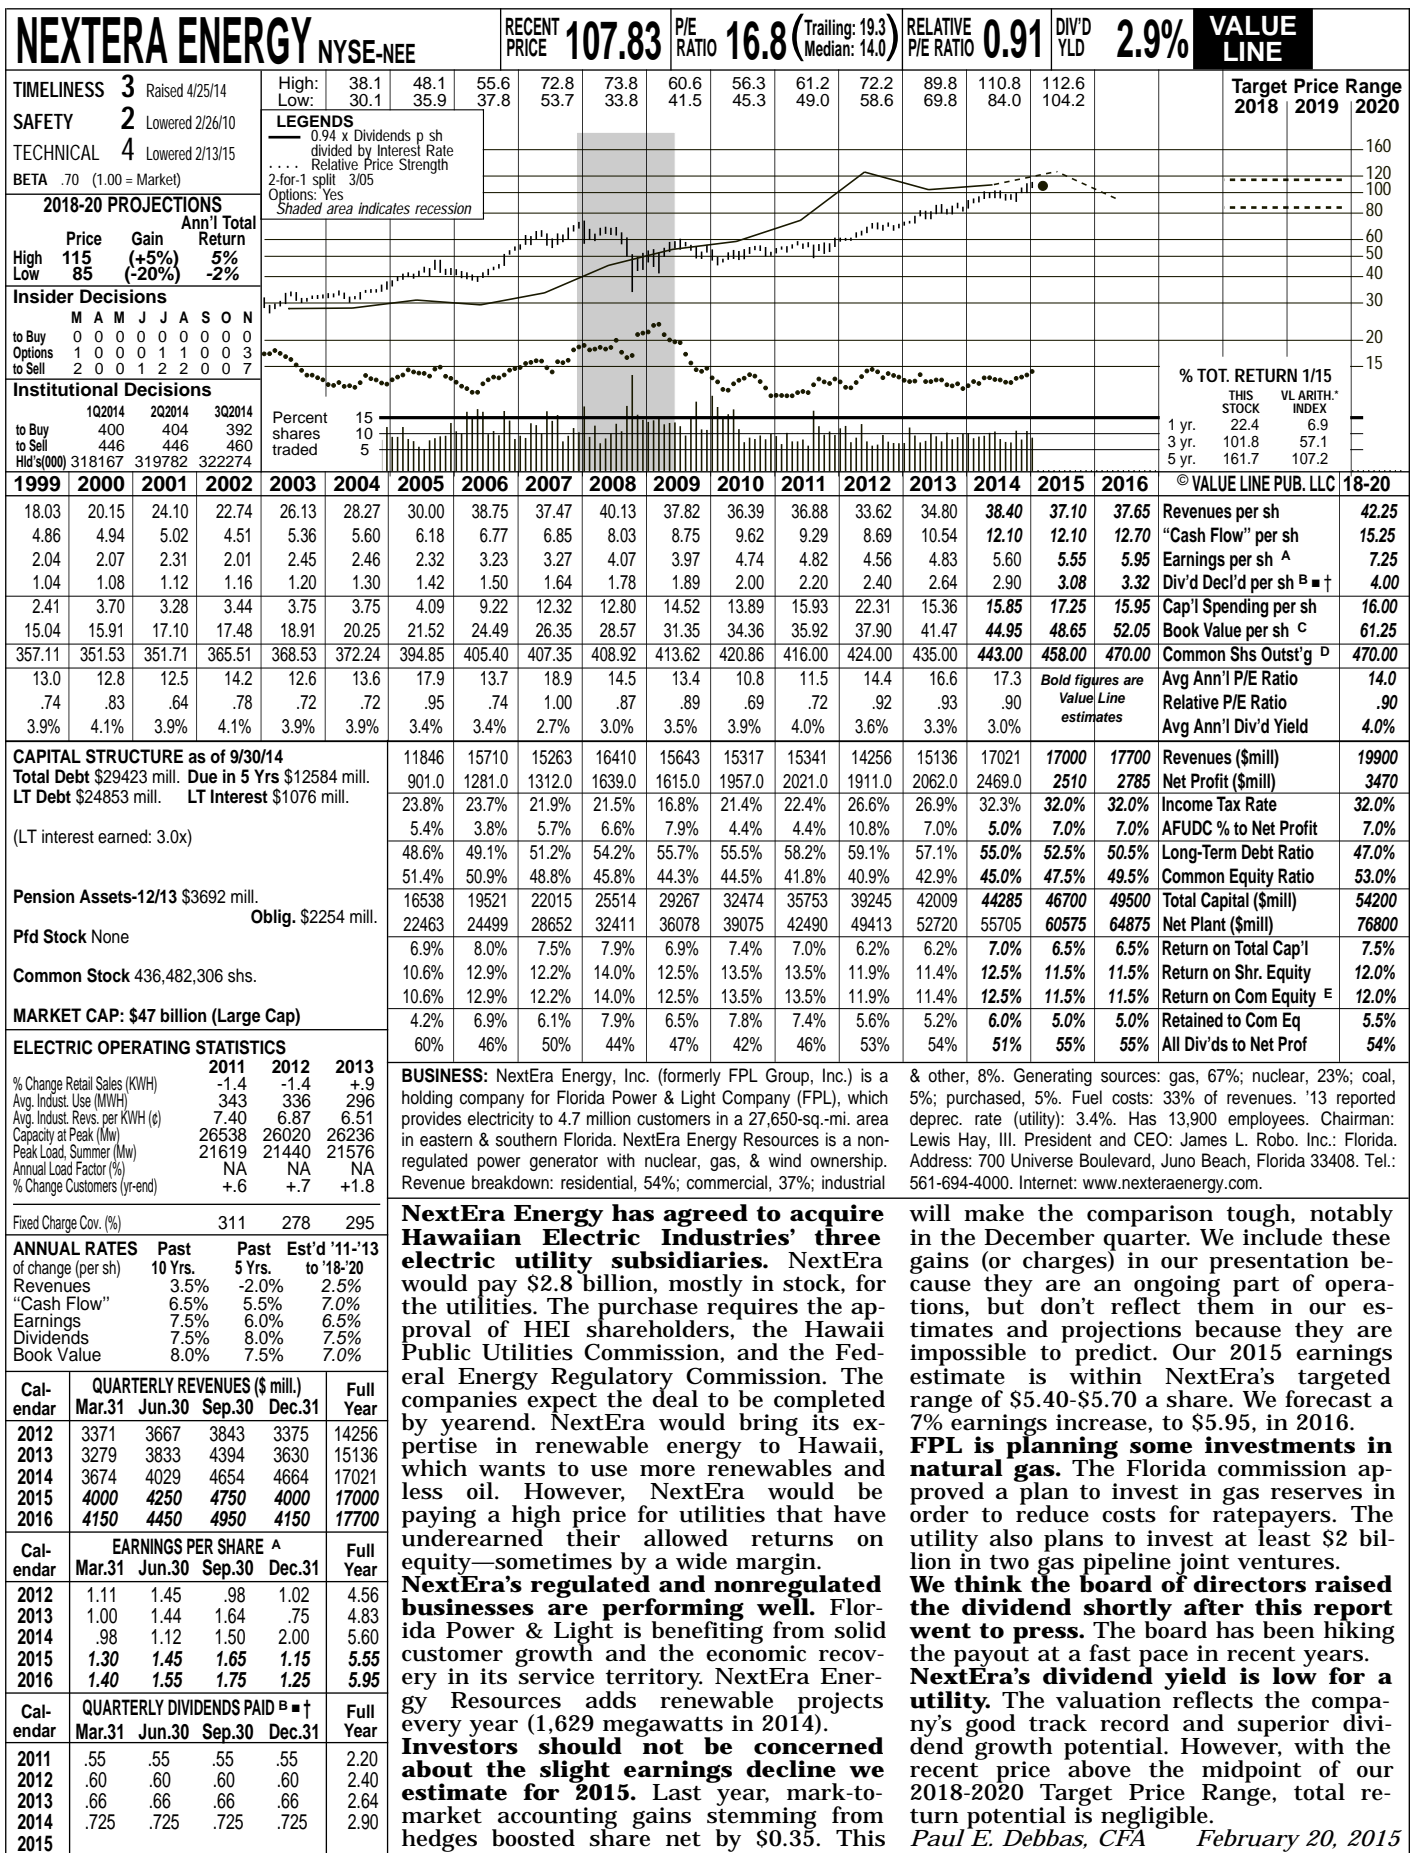 NEXTERA ENERGY NYSE-NEE
RECENT PRICE 107.83 P/E RATIO 16.8 (Trailing: 19.3 Median: 14.0) RELATIVE P/E RATIO 0.91 DIV'D YLD 2.9% VALUE LINE
TIMELINESS 3 Raised 4/25/14
SAFETY 2 Lowered 2/26/10
TECHNICAL 4 Lowered 2/13/15
BETA .70 (1.00 = Market)
High: 38.1 48.1 55.6 72.8 73.8 60.6 56.3 61.2 72.2 89.8 110.8 112.6
Low: 30.1 35.9 37.8 53.7 33.8 41.5 45.3 49.0 58.6 69.8 84.0 104.2
Target Price Range
2018 2019 2020
LEGENDS
0.94 x Dividends p sh
divided by Interest Rate
. . . . Relative Price Strength
2-for-1 split 3/05
Options: Yes
Shaded area indicates recession
160
120
100
80
60
50
40
30
20
15
2018-20 PROJECTIONS
Ann'l Total
Price Gain Return
High 115 (+5%) 5%
Low 85 (-20%) -2%
Insider Decisions
M A M J J A S O N
to Buy 0 0 0 0 0 0 0 0 0
Options 1 0 0 0 1 1 0 0 3
to Sell 2 0 0 1 2 2 0 0 7
Institutional Decisions
1Q2014 2Q2014 3Q2014
to Buy 400 404 392
to Sell 446 446 460
Hld's(000) 318167 319782 322274
Percent 15
shares 10
traded 5
% TOT. RETURN 1/15
THIS VL ARITH.*
STOCK INDEX
1 yr. 22.4 6.9
3 yr. 101.8 57.1
5 yr. 161.7 107.2
1999 2000 2001 2002 2003 2004 2005 2006 2007 2008 2009 2010 2011 2012 2013 2014 2015 2016 © VALUE LINE PUB. LLC 18-20
18.03 20.15 24.10 22.74 26.13 28.27 30.00 38.75 37.47 40.13 37.82 36.39 36.88 33.62 34.80 38.40 37.10 37.65 Revenues per sh 42.25
4.86 4.94 5.02 4.51 5.36 5.60 6.18 6.77 6.85 8.03 8.75 9.62 9.29 8.69 10.54 12.10 12.10 12.70 "Cash Flow" per sh 15.25
2.04 2.07 2.31 2.01 2.45 2.46 2.32 3.23 3.27 4.07 3.97 4.74 4.82 4.56 4.83 5.60 5.55 5.95 Earnings per sh A 7.25
1.04 1.08 1.12 1.16 1.20 1.30 1.42 1.50 1.64 1.78 1.89 2.00 2.20 2.40 2.64 2.90 3.08 3.32 Div'd Decl'd per sh B ■ † 4.00
2.41 3.70 3.28 3.44 3.75 3.75 4.09 9.22 12.32 12.80 14.52 13.89 15.93 22.31 15.36 15.85 17.25 15.95 Cap'l Spending per sh 16.00
15.04 15.91 17.10 17.48 18.91 20.25 21.52 24.49 26.35 28.57 31.35 34.36 35.92 37.90 41.47 44.95 48.65 52.05 Book Value per sh C 61.25
357.11 351.53 351.71 365.51 368.53 372.24 394.85 405.40 407.35 408.92 413.62 420.86 416.00 424.00 435.00 443.00 458.00 470.00 Common Shs Outst'g D 470.00
13.0 12.8 12.5 14.2 12.6 13.6 17.9 13.7 18.9 14.5 13.4 10.8 11.5 14.4 16.6 17.3 Bold figures are Avg Ann'l P/E Ratio 14.0
.74 .83 .64 .78 .72 .72 .95 .74 1.00 .87 .89 .69 .72 .92 .93 .90 Value Line Relative P/E Ratio .90
3.9% 4.1% 3.9% 4.1% 3.9% 3.9% 3.4% 3.4% 2.7% 3.0% 3.5% 3.9% 4.0% 3.6% 3.3% 3.0% estimates Avg Ann'l Div'd Yield 4.0%
CAPITAL STRUCTURE as of 9/30/14
Total Debt $29423 mill. Due in 5 Yrs $12584 mill.
LT Debt $24853 mill. LT Interest $1076 mill.
(LT interest earned: 3.0x)
Pension Assets-12/13 $3692 mill.
Oblig. $2254 mill.
Pfd Stock None
Common Stock 436,482,306 shs.
MARKET CAP: $47 billion (Large Cap)
11846 15710 15263 16410 15643 15317 15341 14256 15136 17021 17000 17700 Revenues ($mill) 19900
901.0 1281.0 1312.0 1639.0 1615.0 1957.0 2021.0 1911.0 2062.0 2469.0 2510 2785 Net Profit ($mill) 3470
23.8% 23.7% 21.9% 21.5% 16.8% 21.4% 22.4% 26.6% 26.9% 32.3% 32.0% 32.0% Income Tax Rate 32.0%
5.4% 3.8% 5.7% 6.6% 7.9% 4.4% 4.4% 10.8% 7.0% 5.0% 7.0% 7.0% AFUDC % to Net Profit 7.0%
48.6% 49.1% 51.2% 54.2% 55.7% 55.5% 58.2% 59.1% 57.1% 55.0% 52.5% 50.5% Long-Term Debt Ratio 47.0%
51.4% 50.9% 48.8% 45.8% 44.3% 44.5% 41.8% 40.9% 42.9% 45.0% 47.5% 49.5% Common Equity Ratio 53.0%
16538 19521 22015 25514 29267 32474 35753 39245 42009 44285 46700 49500 Total Capital ($mill) 54200
22463 24499 28652 32411 36078 39075 42490 49413 52720 55705 60575 64875 Net Plant ($mill) 76800
6.9% 8.0% 7.5% 7.9% 6.9% 7.4% 7.0% 6.2% 6.2% 7.0% 6.5% 6.5% Return on Total Cap'l 7.5%
10.6% 12.9% 12.2% 14.0% 12.5% 13.5% 13.5% 11.9% 11.4% 12.5% 11.5% 11.5% Return on Shr. Equity 12.0%
10.6% 12.9% 12.2% 14.0% 12.5% 13.5% 13.5% 11.9% 11.4% 12.5% 11.5% 11.5% Return on Com Equity E 12.0%
4.2% 6.9% 6.1% 7.9% 6.5% 7.8% 7.4% 5.6% 5.2% 6.0% 5.0% 5.0% Retained to Com Eq 5.5%
60% 46% 50% 44% 47% 42% 46% 53% 54% 51% 55% 55% All Div'ds to Net Prof 54%
ELECTRIC OPERATING STATISTICS
2011 2012 2013
% Change Retail Sales (KWH) -1.4 -1.4 +.9
Avg. Indust. Use (MWH) 343 336 296
Avg. Indust. Revs. per KWH (¢) 7.40 6.87 6.51
Capacity at Peak (Mw) 26538 26020 26236
Peak Load, Summer (Mw) 21619 21440 21576
Annual Load Factor (%) NA NA NA
% Change Customers (yr-end) +.6 +.7 +1.8
Fixed Charge Cov. (%) 311 278 295
ANNUAL RATES Past Past Est'd '11-'13
of change (per sh) 10 Yrs. 5 Yrs. to '18-'20
Revenues 3.5% -2.0% 2.5%
"Cash Flow" 6.5% 5.5% 7.0%
Earnings 7.5% 6.0% 6.5%
Dividends 7.5% 8.0% 7.5%
Book Value 8.0% 7.5% 7.0%
Cal- QUARTERLY REVENUES ($ mill.) Full
endar Mar.31 Jun.30 Sep.30 Dec.31 Year
2012 3371 3667 3843 3375 14256
2013 3279 3833 4394 3630 15136
2014 3674 4029 4654 4664 17021
2015 4000 4250 4750 4000 17000
2016 4150 4450 4950 4150 17700
Cal- EARNINGS PER SHARE A Full
endar Mar.31 Jun.30 Sep.30 Dec.31 Year
2012 1.11 1.45 .98 1.02 4.56
2013 1.00 1.44 1.64 .75 4.83
2014 .98 1.12 1.50 2.00 5.60
2015 1.30 1.45 1.65 1.15 5.55
2016 1.40 1.55 1.75 1.25 5.95
Cal- QUARTERLY DIVIDENDS PAID B ■ † Full
endar Mar.31 Jun.30 Sep.30 Dec.31 Year
2011 .55 .55 .55 .55 2.20
2012 .60 .60 .60 .60 2.40
2013 .66 .66 .66 .66 2.64
2014 .725 .725 .725 .725 2.90
2015
BUSINESS: NextEra Energy, Inc. (formerly FPL Group, Inc.) is a
holding company for Florida Power & Light Company (FPL), which
provides electricity to 4.7 million customers in a 27,650-sq.-mi. area
in eastern & southern Florida. NextEra Energy Resources is a non-
regulated power generator with nuclear, gas, & wind ownership.
Revenue breakdown: residential, 54%; commercial, 37%; industrial
& other, 8%. Generating sources: gas, 67%; nuclear, 23%; coal,
5%; purchased, 5%. Fuel costs: 33% of revenues. '13 reported
deprec. rate (utility): 3.4%. Has 13,900 employees. Chairman:
Lewis Hay, III. President and CEO: James L. Robo. Inc.: Florida.
Address: 700 Universe Boulevard, Juno Beach, Florida 33408. Tel.:
561-694-4000. Internet: www.nexteraenergy.com.
NextEra Energy has agreed to acquire
Hawaiian Electric Industries' three
electric utility subsidiaries. NextEra
would pay $2.8 billion, mostly in stock, for
the utilities. The purchase requires the ap-
proval of HEI shareholders, the Hawaii
Public Utilities Commission, and the Fed-
eral Energy Regulatory Commission. The
companies expect the deal to be completed
by yearend. NextEra would bring its ex-
pertise in renewable energy to Hawaii,
which wants to use more renewables and
less oil. However, NextEra would be
paying a high price for utilities that have
underearned their allowed returns on
equity—sometimes by a wide margin.
NextEra's regulated and nonregulated
businesses are performing well. Flor-
ida Power & Light is benefiting from solid
customer growth and the economic recov-
ery in its service territory. NextEra Ener-
gy Resources adds renewable projects
every year (1,629 megawatts in 2014).
Investors should not be concerned
about the slight earnings decline we
estimate for 2015. Last year, mark-to-
market accounting gains stemming from
hedges boosted share net by $0.35. This
will make the comparison tough, notably
in the December quarter. We include these
gains (or charges) in our presentation be-
cause they are an ongoing part of opera-
tions, but don't reflect them in our es-
timates and projections because they are
impossible to predict. Our 2015 earnings
estimate is within NextEra's targeted
range of $5.40-$5.70 a share. We forecast a
7% earnings increase, to $5.95, in 2016.
FPL is planning some investments in
natural gas. The Florida commission ap-
proved a plan to invest in gas reserves in
order to reduce costs for ratepayers. The
utility also plans to invest at least $2 bil-
lion in two gas pipeline joint ventures.
We think the board of directors raised
the dividend shortly after this report
went to press. The board has been hiking
the payout at a fast pace in recent years.
NextEra's dividend yield is low for a
utility. The valuation reflects the compa-
ny's good track record and superior divi-
dend growth potential. However, with the
recent price above the midpoint of our
2018-2020 Target Price Range, total re-
turn potential is negligible.
Paul E. Debbas, CFA February 20, 2015